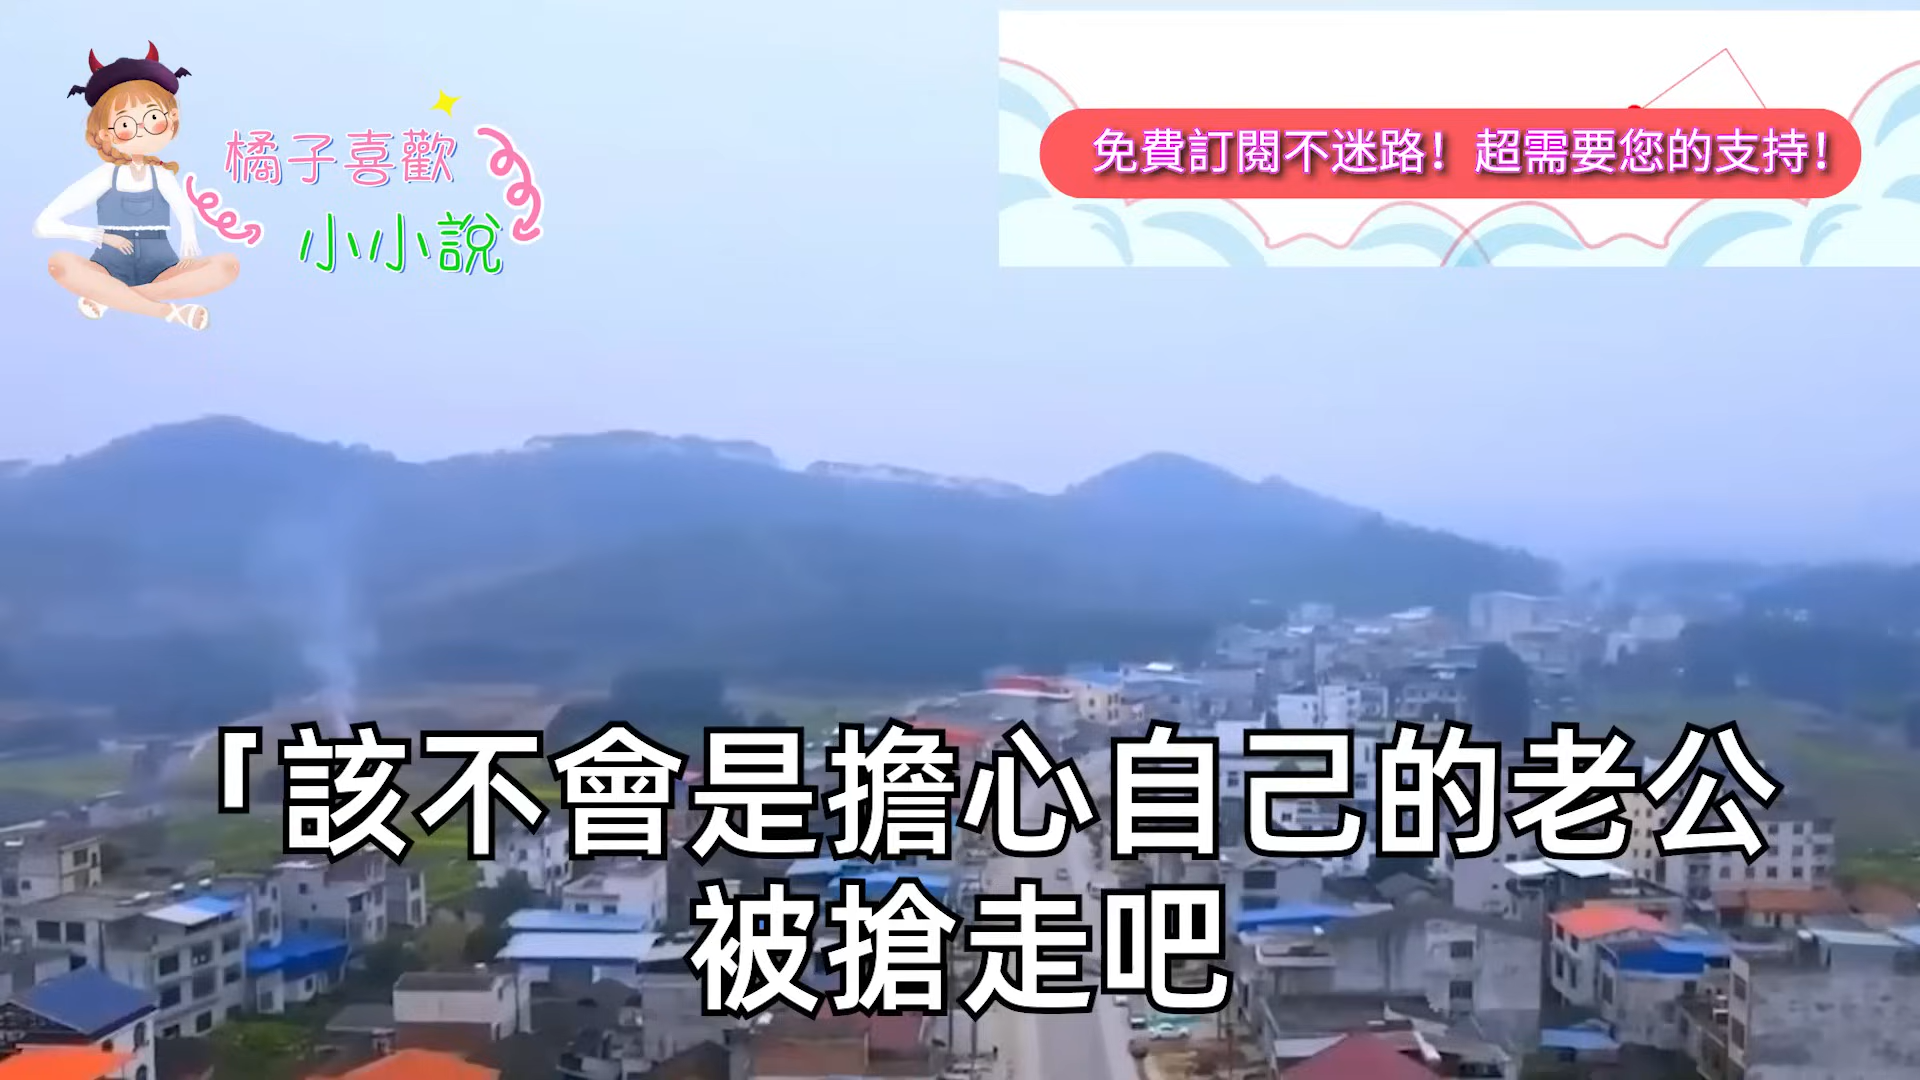 橘子喜歡
小小說
免費訂閱不迷路！超需要您的支持！
「該不會是擔心自己的老公
被搶走吧